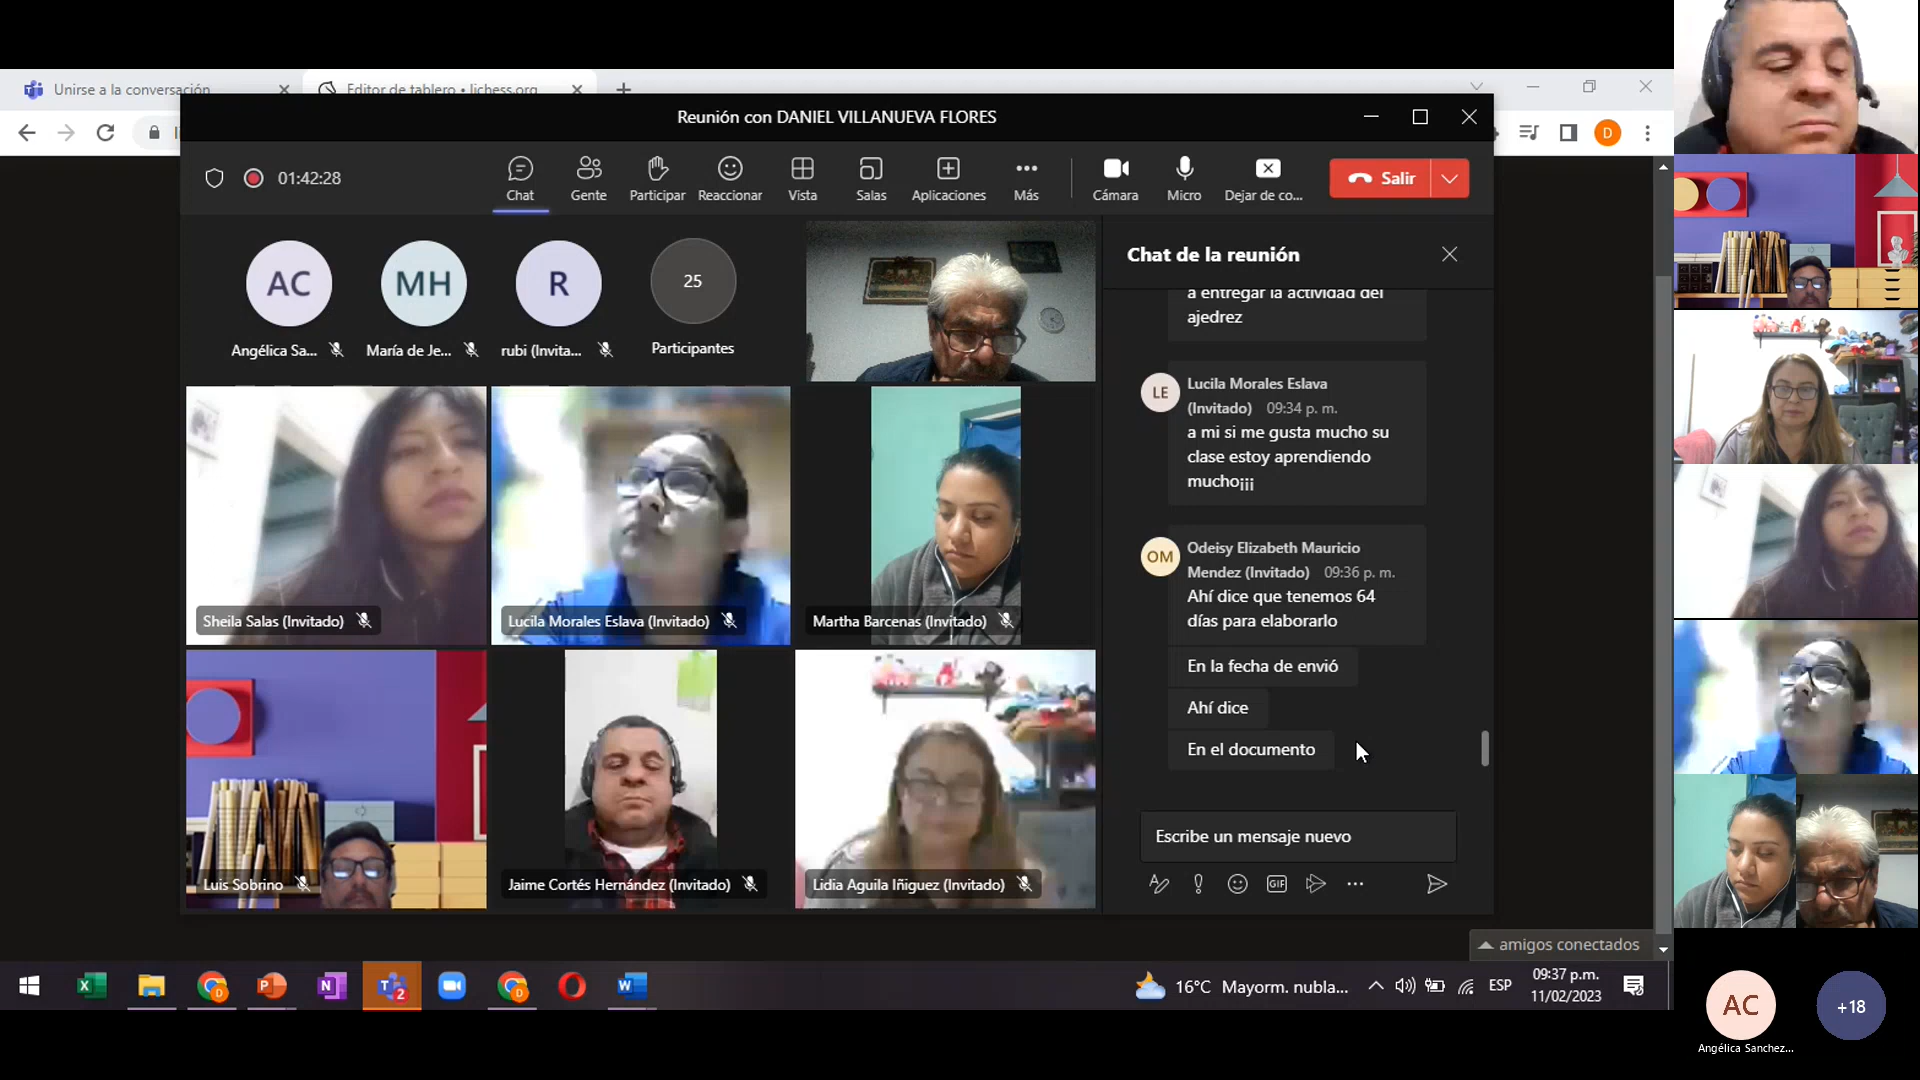 Unirse a la conversación
Editor de tablero • lichess.org
Reunión con DANIEL VILLANUEVA FLORES
D
01:42:28
Chat
Gente
Participar
Reaccionar
Vista
Salas
Aplicaciones
Más
Cámara
Micro
Dejar de co...
Salir
AC
MH
R
25
Angélica Sa...
María de Je...
rubi (Invita...
Participantes
Sheila Salas (Invitado)
Lucila Morales Eslava (Invitado)
Martha Barcenas (Invitado)
Luis Sobrino
Jaime Cortés Hernández (Invitado)
Lidia Aguila Iñiguez (Invitado)
Chat de la reunión
a entregar la actividad del
ajedrez
LE
Lucila Morales Eslava
(Invitado) 09:34 p. m.
a mi si me gusta mucho su
clase estoy aprendiendo
mucho¡¡¡
OM
Odeisy Elizabeth Mauricio
Mendez (Invitado) 09:36 p. m.
Ahí dice que tenemos 64
días para elaborarlo
En la fecha de envió
Ahí dice
En el documento
Escribe un mensaje nuevo
GIF
amigos conectados
16°C Mayorm. nubla...
ESP
09:37 p.m.
11/02/2023
AC
Angélica Sanchez...
+18